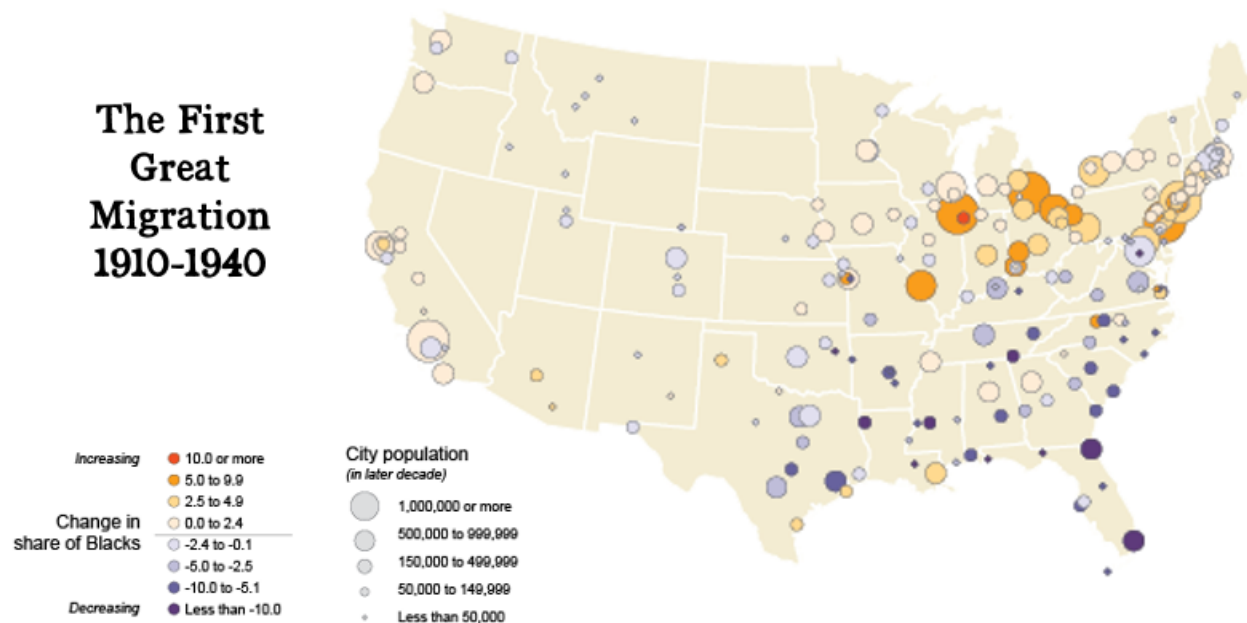 The First
Great
Migration
1910-1940
Increasing
10.0 or more
5.0 to 9.9
2.5 to 4.9
Change in
share of Blacks
0.0 to 2.4
-2.4 to -0.1
-5.0 to -2.5
-10.0 to -5.1
Decreasing
Less than -10.0
City population
(in later decade)
1,000,000 or more
500,000 to 999,999
150,000 to 499,999
50,000 to 149,999
Less than 50,000